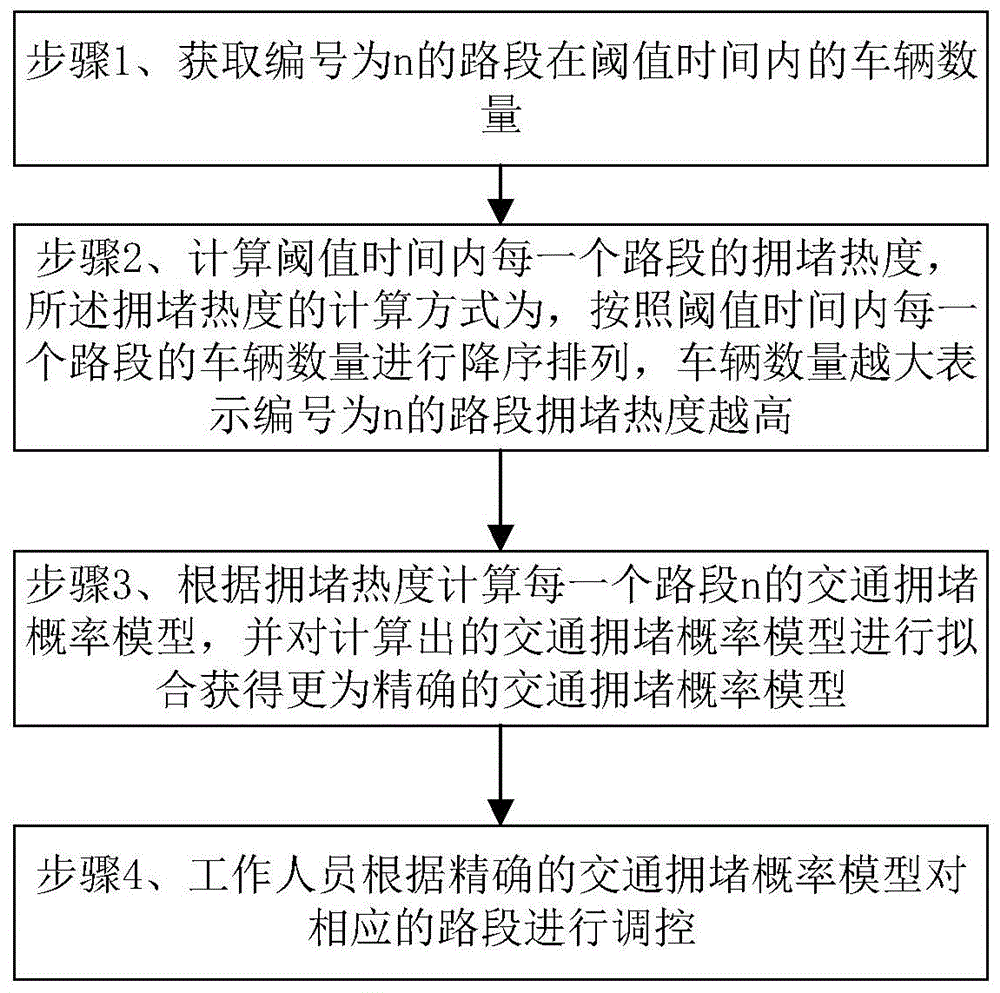 步骤1、获取编号为n的路段在阈值时间内的车辆数
量
步骤2、计算阈值时间内每一个路段的拥堵热度，
所述拥堵热度的计算方式为，按照阈值时间内每一
个路段的车辆数量进行降序排列，车辆数量越大表
示编号为n的路段拥堵热度越高
步骤3、根据拥堵热度计算每一个路段n的交通拥堵
概率模型，并对计算出的交通拥堵概率模型进行拟
合获得更为精确的交通拥堵概率模型
步骤4、工作人员根据精确的交通拥堵概率模型对
相应的路段进行调控